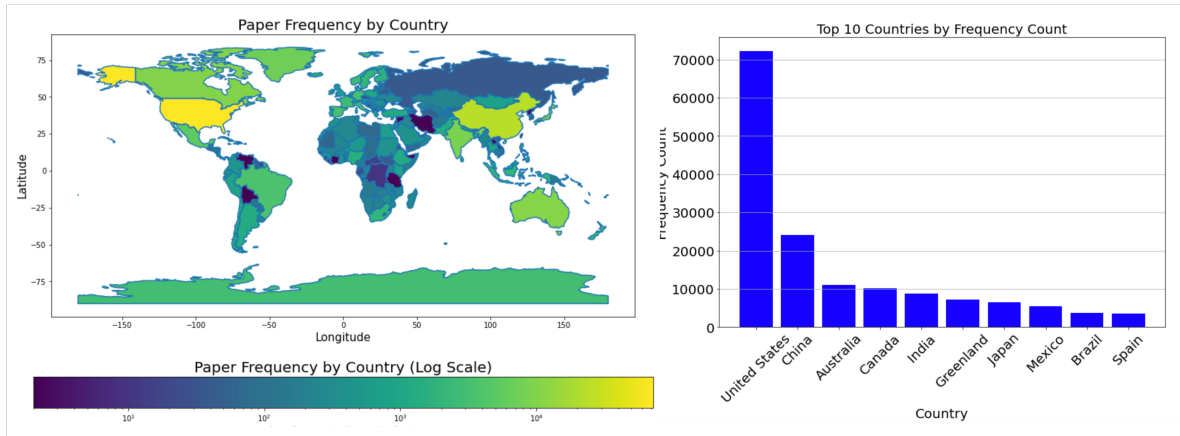 Paper Frequency by Country
Latitude
75
50
25
0
−25
−50
−75
−150
−100
−50
0
50
100
150
Longitude
Paper Frequency by Country (Log Scale)
10¹
10²
10³
10⁴
Top 10 Countries by Frequency Count
Frequency Count
70000
60000
50000
40000
30000
20000
10000
0
United States
China
Australia
Canada
India
Greenland
Japan
Mexico
Brazil
Spain
Country